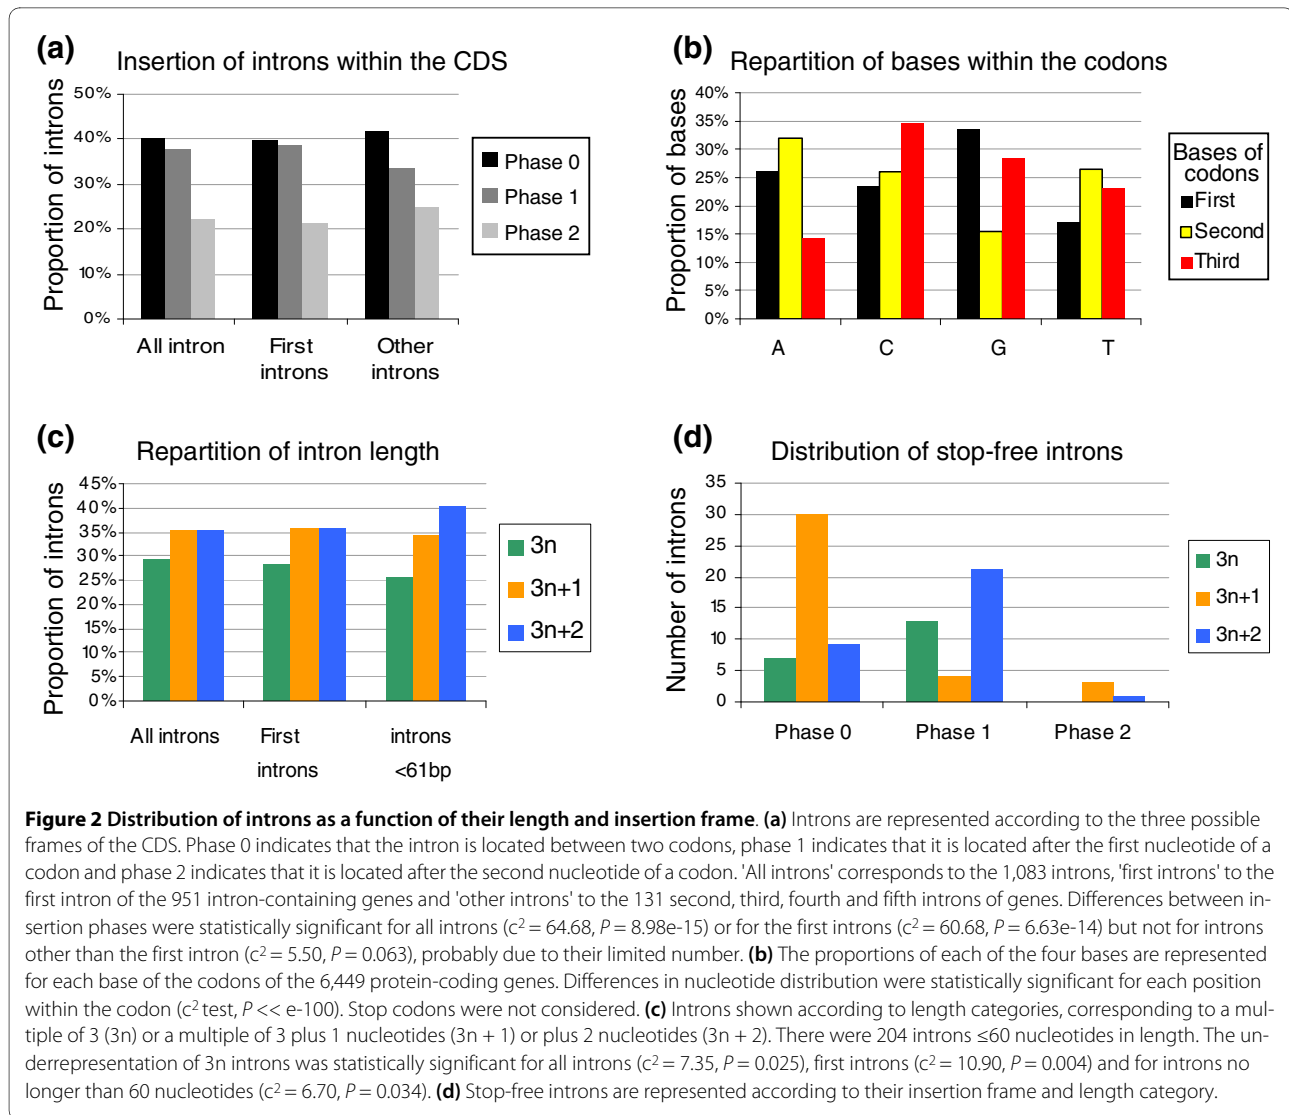 (a)
Insertion of introns within the CDS
Proportion of introns
50%
40%
30%
20%
10%
0%
All intron
First
introns
Other
introns
Phase 0
Phase 1
Phase 2
(b)
Repartition of bases within the codons
Proportion of bases
40%
35%
30%
25%
20%
15%
10%
5%
0%
A
C
G
T
Bases of
codons
First
Second
Third
(c)
Repartition of intron length
Proportion of introns
45%
40%
35%
30%
25%
20%
15%
10%
5%
0%
All introns
First
introns
introns
<61bp
3n
3n+1
3n+2
(d)
Distribution of stop-free introns
Number of introns
35
30
25
20
15
10
5
0
Phase 0
Phase 1
Phase 2
3n
3n+1
3n+2
Figure 2 Distribution of introns as a function of their length and insertion frame. (a) Introns are represented according to the three possible
frames of the CDS. Phase 0 indicates that the intron is located between two codons, phase 1 indicates that it is located after the first nucleotide of a
codon and phase 2 indicates that it is located after the second nucleotide of a codon. 'All introns' corresponds to the 1,083 introns, 'first introns' to the
first intron of the 951 intron-containing genes and 'other introns' to the 131 second, third, fourth and fifth introns of genes. Differences between in-
sertion phases were statistically significant for all introns (c² = 64.68, P = 8.98e-15) or for the first introns (c² = 60.68, P = 6.63e-14) but not for introns
other than the first intron (c² = 5.50, P = 0.063), probably due to their limited number. (b) The proportions of each of the four bases are represented
for each base of the codons of the 6,449 protein-coding genes. Differences in nucleotide distribution were statistically significant for each position
within the codon (c² test, P << e-100). Stop codons were not considered. (c) Introns shown according to length categories, corresponding to a mul-
tiple of 3 (3n) or a multiple of 3 plus 1 nucleotides (3n + 1) or plus 2 nucleotides (3n + 2). There were 204 introns ≤60 nucleotides in length. The un-
derrepresentation of 3n introns was statistically significant for all introns (c² = 7.35, P = 0.025), first introns (c² = 10.90, P = 0.004) and for introns no
longer than 60 nucleotides (c² = 6.70, P = 0.034). (d) Stop-free introns are represented according to their insertion frame and length category.